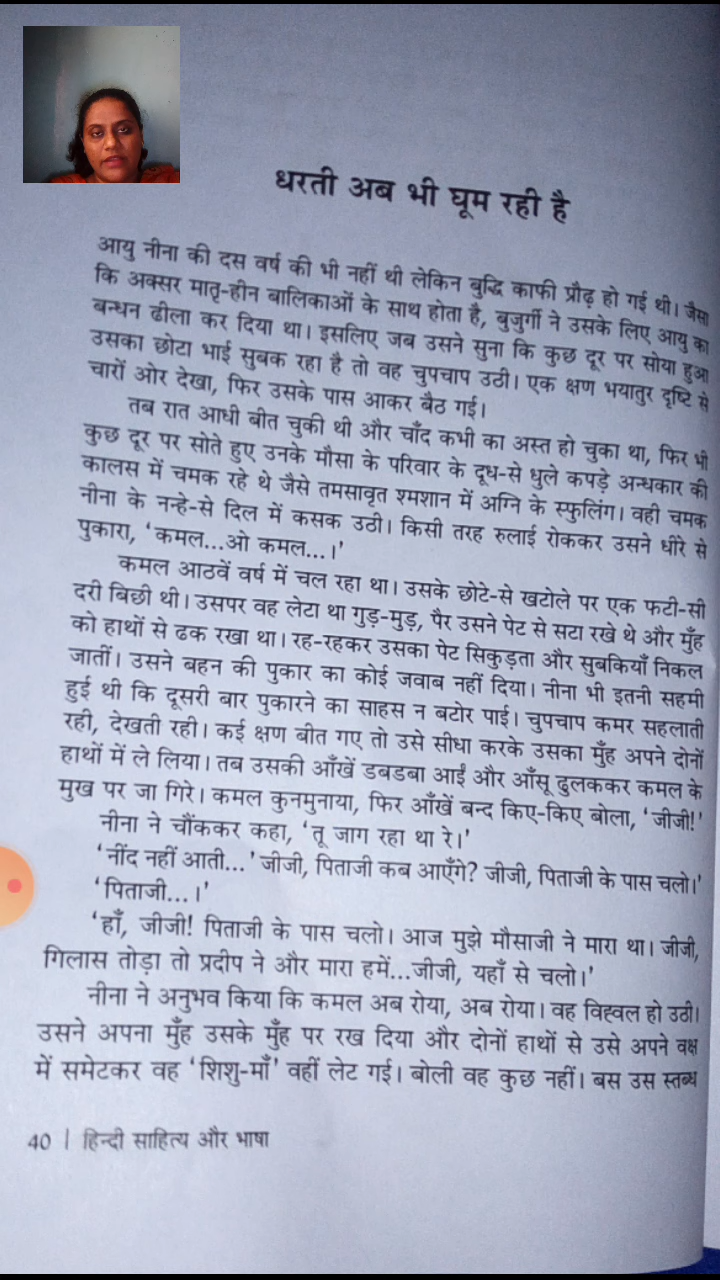 धरती अब भी घूम रही है
आयु नीना की दस वर्ष की भी नहीं थी लेकिन बुद्धि काफी प्रौढ़ हो गई थी। जैसा
कि अक्सर मातृ-हीन बालिकाओं के साथ होता है, बुजुर्गी ने उसके लिए आयु का
बन्धन ढीला कर दिया था। इसलिए जब उसने सुना कि कुछ दूर पर सोया हुआ
उसका छोटा भाई सुबक रहा है तो वह चुपचाप उठी। एक क्षण भयातुर दृष्टि से
चारों ओर देखा, फिर उसके पास आकर बैठ गई।
तब रात आधी बीत चुकी थी और चाँद कभी का अस्त हो चुका था, फिर भी
कुछ दूर पर सोते हुए उनके मौसा के परिवार के दूध-से धुले कपड़े अन्धकार की
कालस में चमक रहे थे जैसे तमसावृत श्मशान में अग्नि के स्फुलिंग। वही चमक
नीना के नन्हे-से दिल में कसक उठी। किसी तरह रुलाई रोककर उसने धीरे से
पुकारा, ‘कमल...ओ कमल...।’
कमल आठवें वर्ष में चल रहा था। उसके छोटे-से खटोले पर एक फटी-सी
दरी बिछी थी। उसपर वह लेटा था गुड़-मुड़, पैर उसने पेट से सटा रखे थे और मुँह
को हाथों से ढक रखा था। रह-रहकर उसका पेट सिकुड़ता और सुबकियाँ निकल
जातीं। उसने बहन की पुकार का कोई जवाब नहीं दिया। नीना भी इतनी सहमी
हुई थी कि दूसरी बार पुकारने का साहस न बटोर पाई। चुपचाप कमर सहलाती
रही, देखती रही। कई क्षण बीत गए तो उसे सीधा करके उसका मुँह अपने दोनों
हाथों में ले लिया। तब उसकी आँखें डबडबा आईं और आँसू ढुलककर कमल के
मुख पर जा गिरे। कमल कुनमुनाया, फिर आँखें बन्द किए-किए बोला, ‘जीजी!’
नीना ने चौंककर कहा, ‘तू जाग रहा था रे।’
‘नींद नहीं आती...’ जीजी, पिताजी कब आएँगे? जीजी, पिताजी के पास चलो।’
‘पिताजी...।’
‘हाँ, जीजी! पिताजी के पास चलो। आज मुझे मौसाजी ने मारा था। जीजी,
गिलास तोड़ा तो प्रदीप ने और मारा हमें...जीजी, यहाँ से चलो।’
नीना ने अनुभव किया कि कमल अब रोया, अब रोया। वह विह्वल हो उठी।
उसने अपना मुँह उसके मुँह पर रख दिया और दोनों हाथों से उसे अपने वक्ष
में समेटकर वह ‘शिशु-माँ’ वहीं लेट गई। बोली वह कुछ नहीं। बस उस स्तब्ध
40 | हिन्दी साहित्य और भाषा